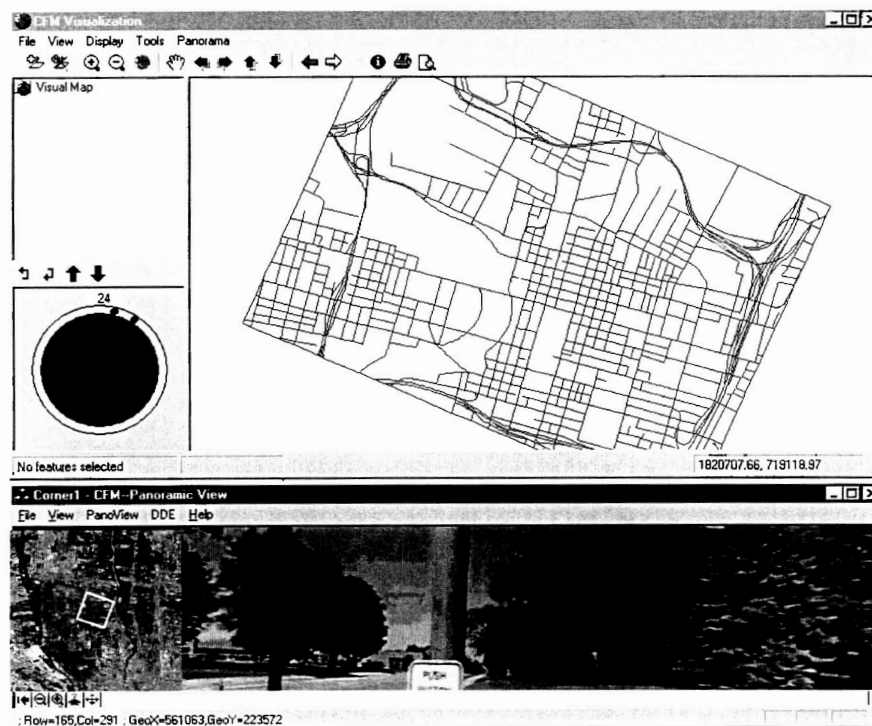 CFM Visualization
File View Display Tools Panorama
Visual Map
24
No features selected
1820707.66, 719118.97
Corner1 - CFM--Panoramic View
File View PanoView DDE Help
PUSH
; Row=165,Col=291 ; GeoX=561063,GeoY=223572